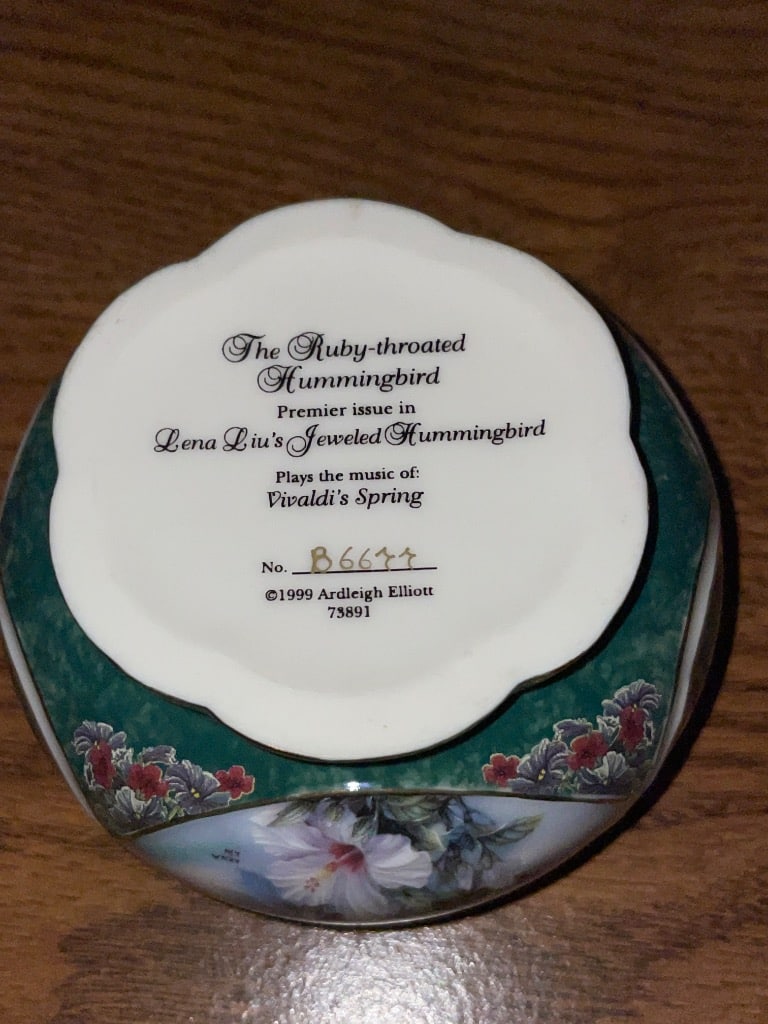 The Ruby-throated
Hummingbird
Premier issue in
Lena Liu's Jeweled Hummingbird
Plays the music of:
Vivaldi's Spring
No. B6677
©1999 Ardleigh Elliott
73891